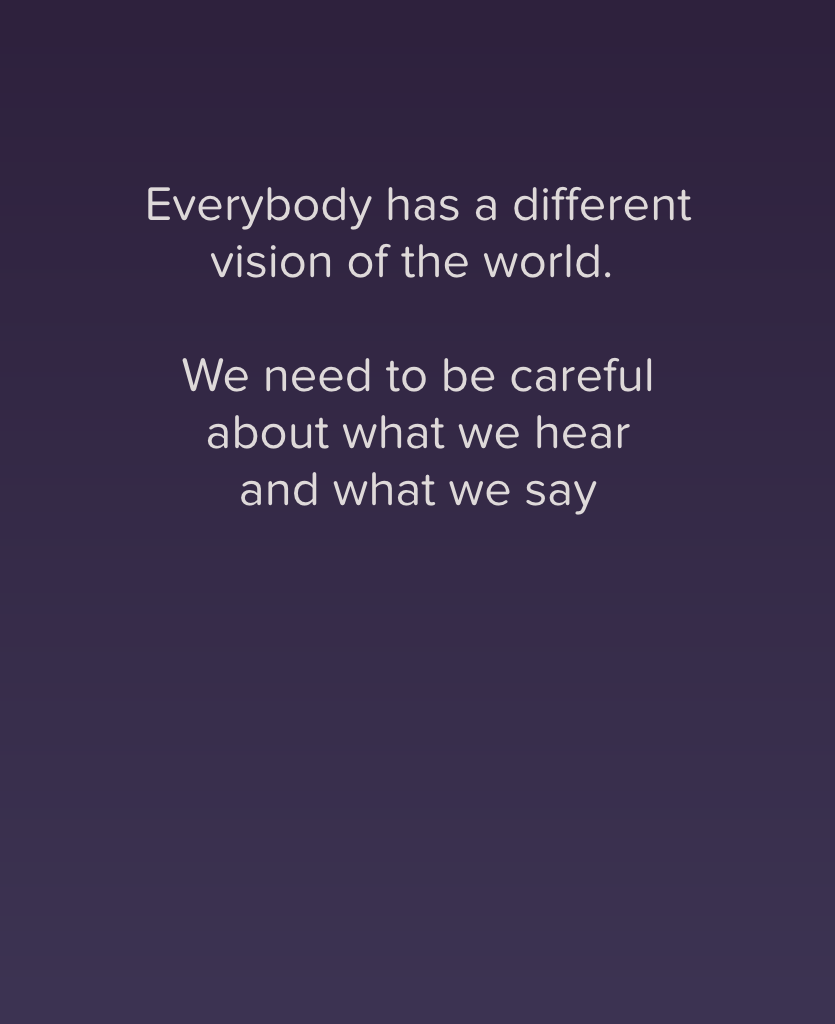 Everybody has a different
vision of the world.
We need to be careful
about what we hear
and what we say